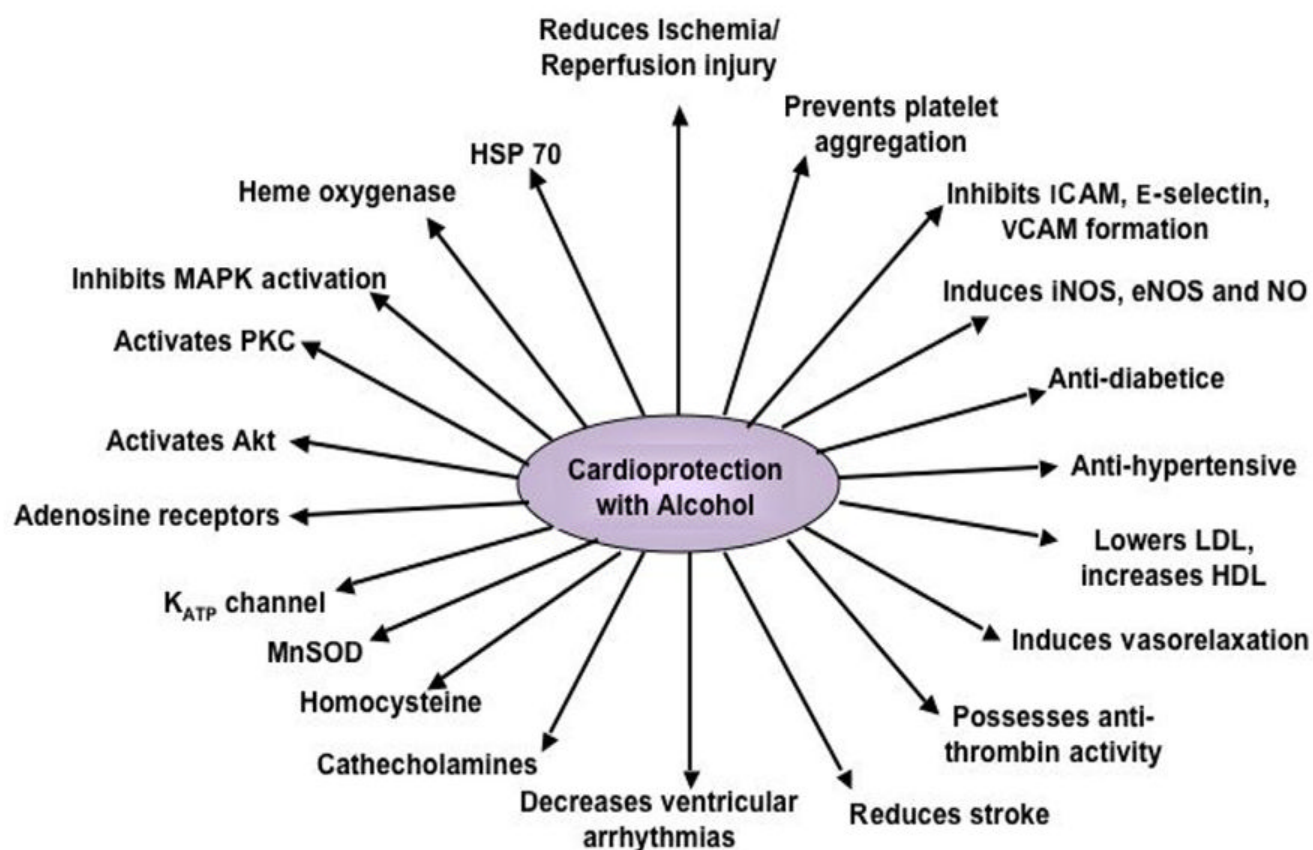 Reduces Ischemia/
Reperfusion injury
Prevents platelet
aggregation
HSP 70
Heme oxygenase
Inhibits ICAM, E-selectin,
VCAM formation
Inhibits MAPK activation
Induces iNOS, eNOS and NO
Activates PKC
Anti-diabetice
Activates Akt
Cardioprotection
with Alcohol
Anti-hypertensive
Adenosine receptors
Lowers LDL,
increases HDL
KATP channel
Induces vasorelaxation
MnSOD
Homocysteine
Possesses anti-
thrombin activity
Cathecholamines
Decreases ventricular
arrhythmias
Reduces stroke